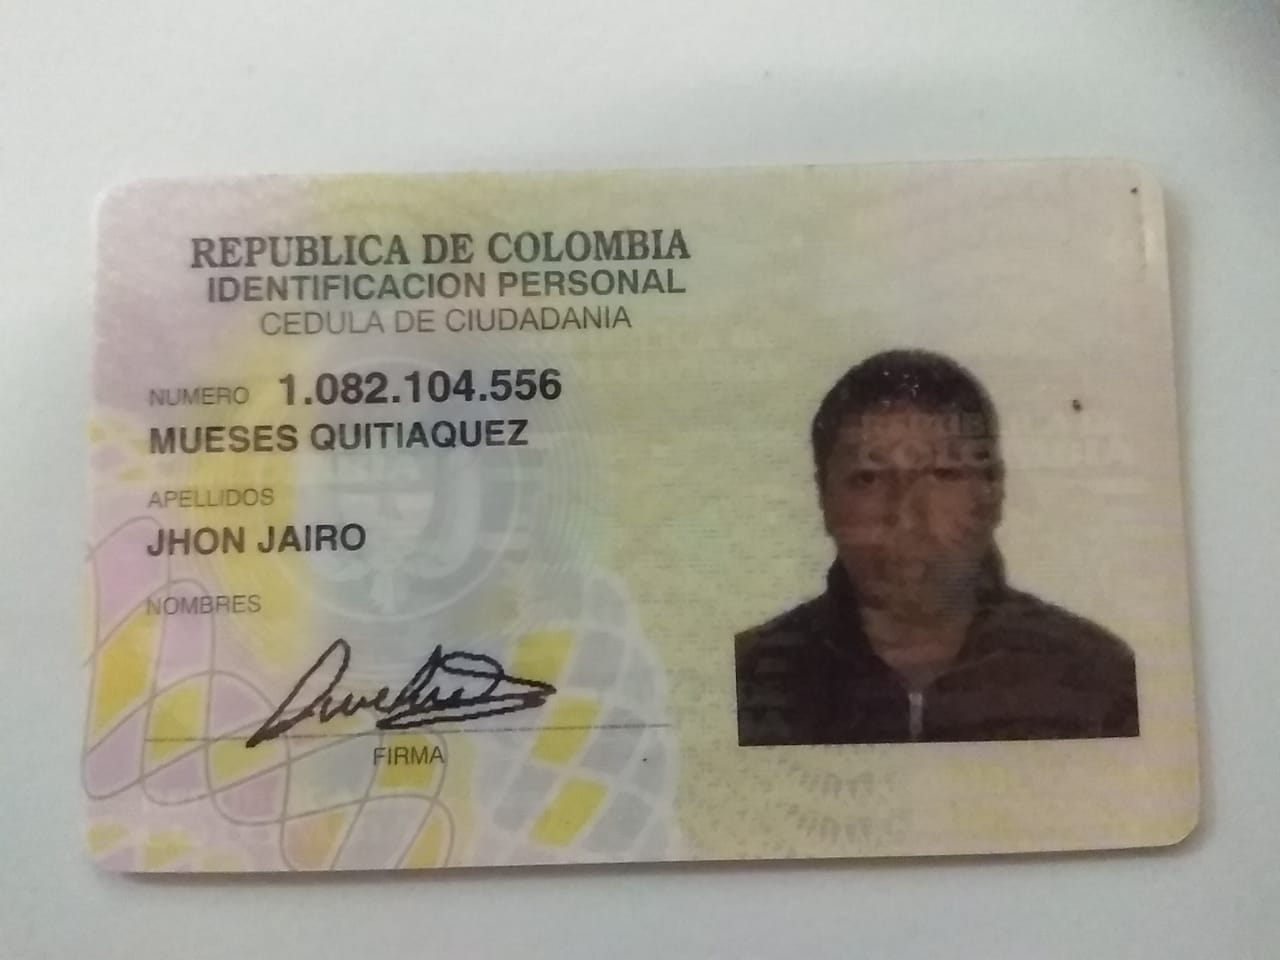 REPUBLICA DE COLOMBIA
IDENTIFICACION PERSONAL
CEDULA DE CIUDADANIA
NUMERO 1.082.104.556
MUESES QUITIAQUEZ
APELLIDOS
JHON JAIRO
NOMBRES
FIRMA
REPUBLICA DE
COLOMBIA